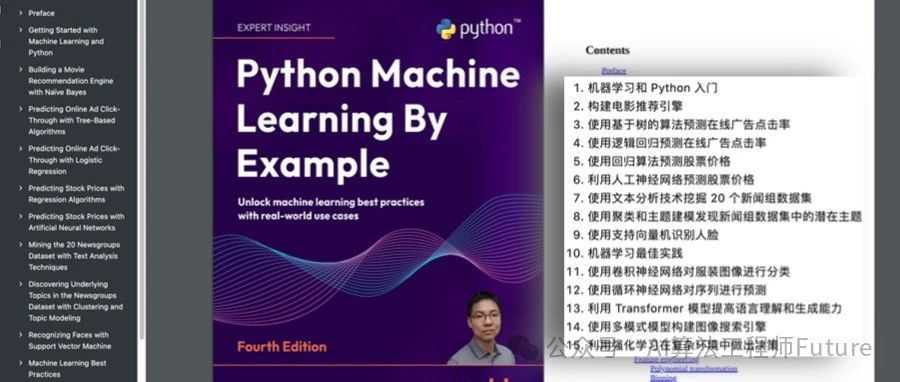 Preface
Getting Started with
Machine Learning and
Python
Building a Movie
Recommendation Engine
with Naïve Bayes
Predicting Online Ad Click-
Through with Tree-Based
Algorithms
Predicting Online Ad Click-
Through with Logistic
Regression
Predicting Stock Prices with
Regression Algorithms
Predicting Stock Prices with
Artificial Neural Networks
Mining the 20 Newsgroups
Dataset with Text Analysis
Techniques
Discovering Underlying
Topics in the Newsgroups
Dataset with Clustering and
Topic Modeling
Recognizing Faces with
Support Vector Machine
Machine Learning Best
Practices
EXPERT INSIGHT
python™
Python Machine
Learning By
Example
Unlock machine learning best practices
with real-world use cases
Fourth Edition
Contents
Preface
1. 机器学习和 Python 入门
2. 构建电影推荐引擎
3. 使用基于树的算法预测在线广告点击率
4. 使用逻辑回归预测在线广告点击率
5. 使用回归算法预测股票价格
6. 利用人工神经网络预测股票价格
7. 使用文本分析技术挖掘 20 个新闻组数据集
8. 使用聚类和主题建模发现新闻组数据集中的潜在主题
9. 使用支持向量机识别人脸
10. 机器学习最佳实践
11. 使用卷积神经网络对服装图像进行分类
12. 使用循环神经网络对序列进行预测
13. 利用 Transformer 模型提高语言理解和生成能力
14. 使用多模式模型构建图像搜索引擎
15. 利用强化学习在复杂环境中做出决策
公众号 · AI算法工程师Future
Feature engineering
Polynomial transformation
Binning